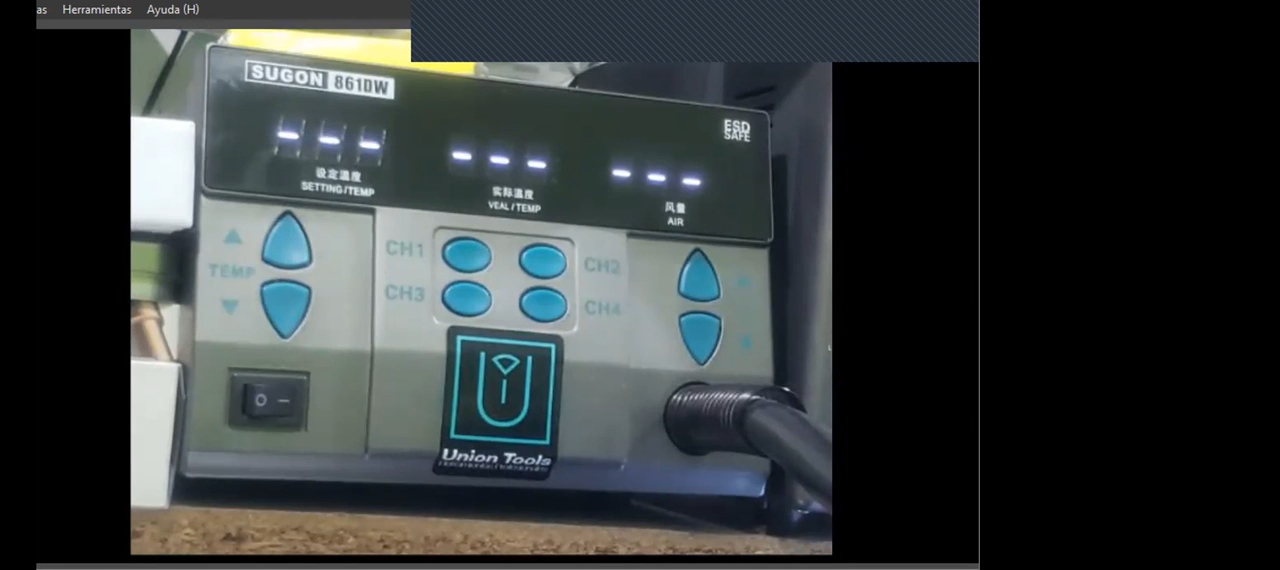 as Herramientas Ayuda (H)
SUGON 861DW
ESD
SAFE
--- --- ---
设定温度
SETTING/TEMP
实际温度
VEAL/TEMP
风量
AIR
▲
TEMP
▼
CH1
CH2
CH3
CH4
O –
Union Tools